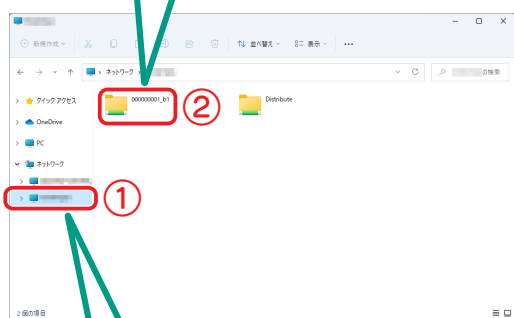 新規作成
並べ替え
表示
ネットワーク
の検索
クイック アクセス
000000001_b1
②
Distribute
OneDrive
PC
ネットワーク
①
2 個の項目